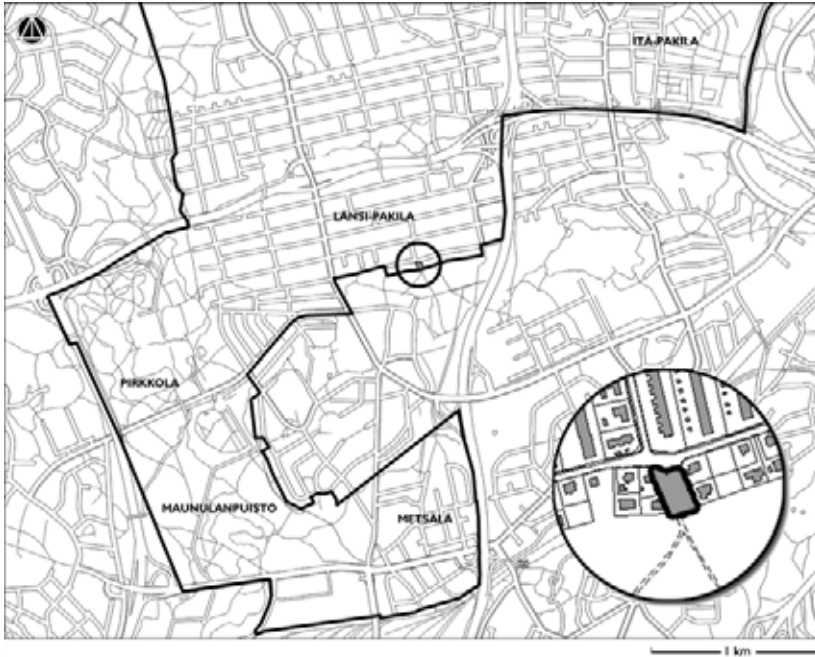 ITÄ-PAKILA
LÄNSI-PAKILA
PIRKKOLA
MAUNULANPUISTO
METSÄLÄ
1 km